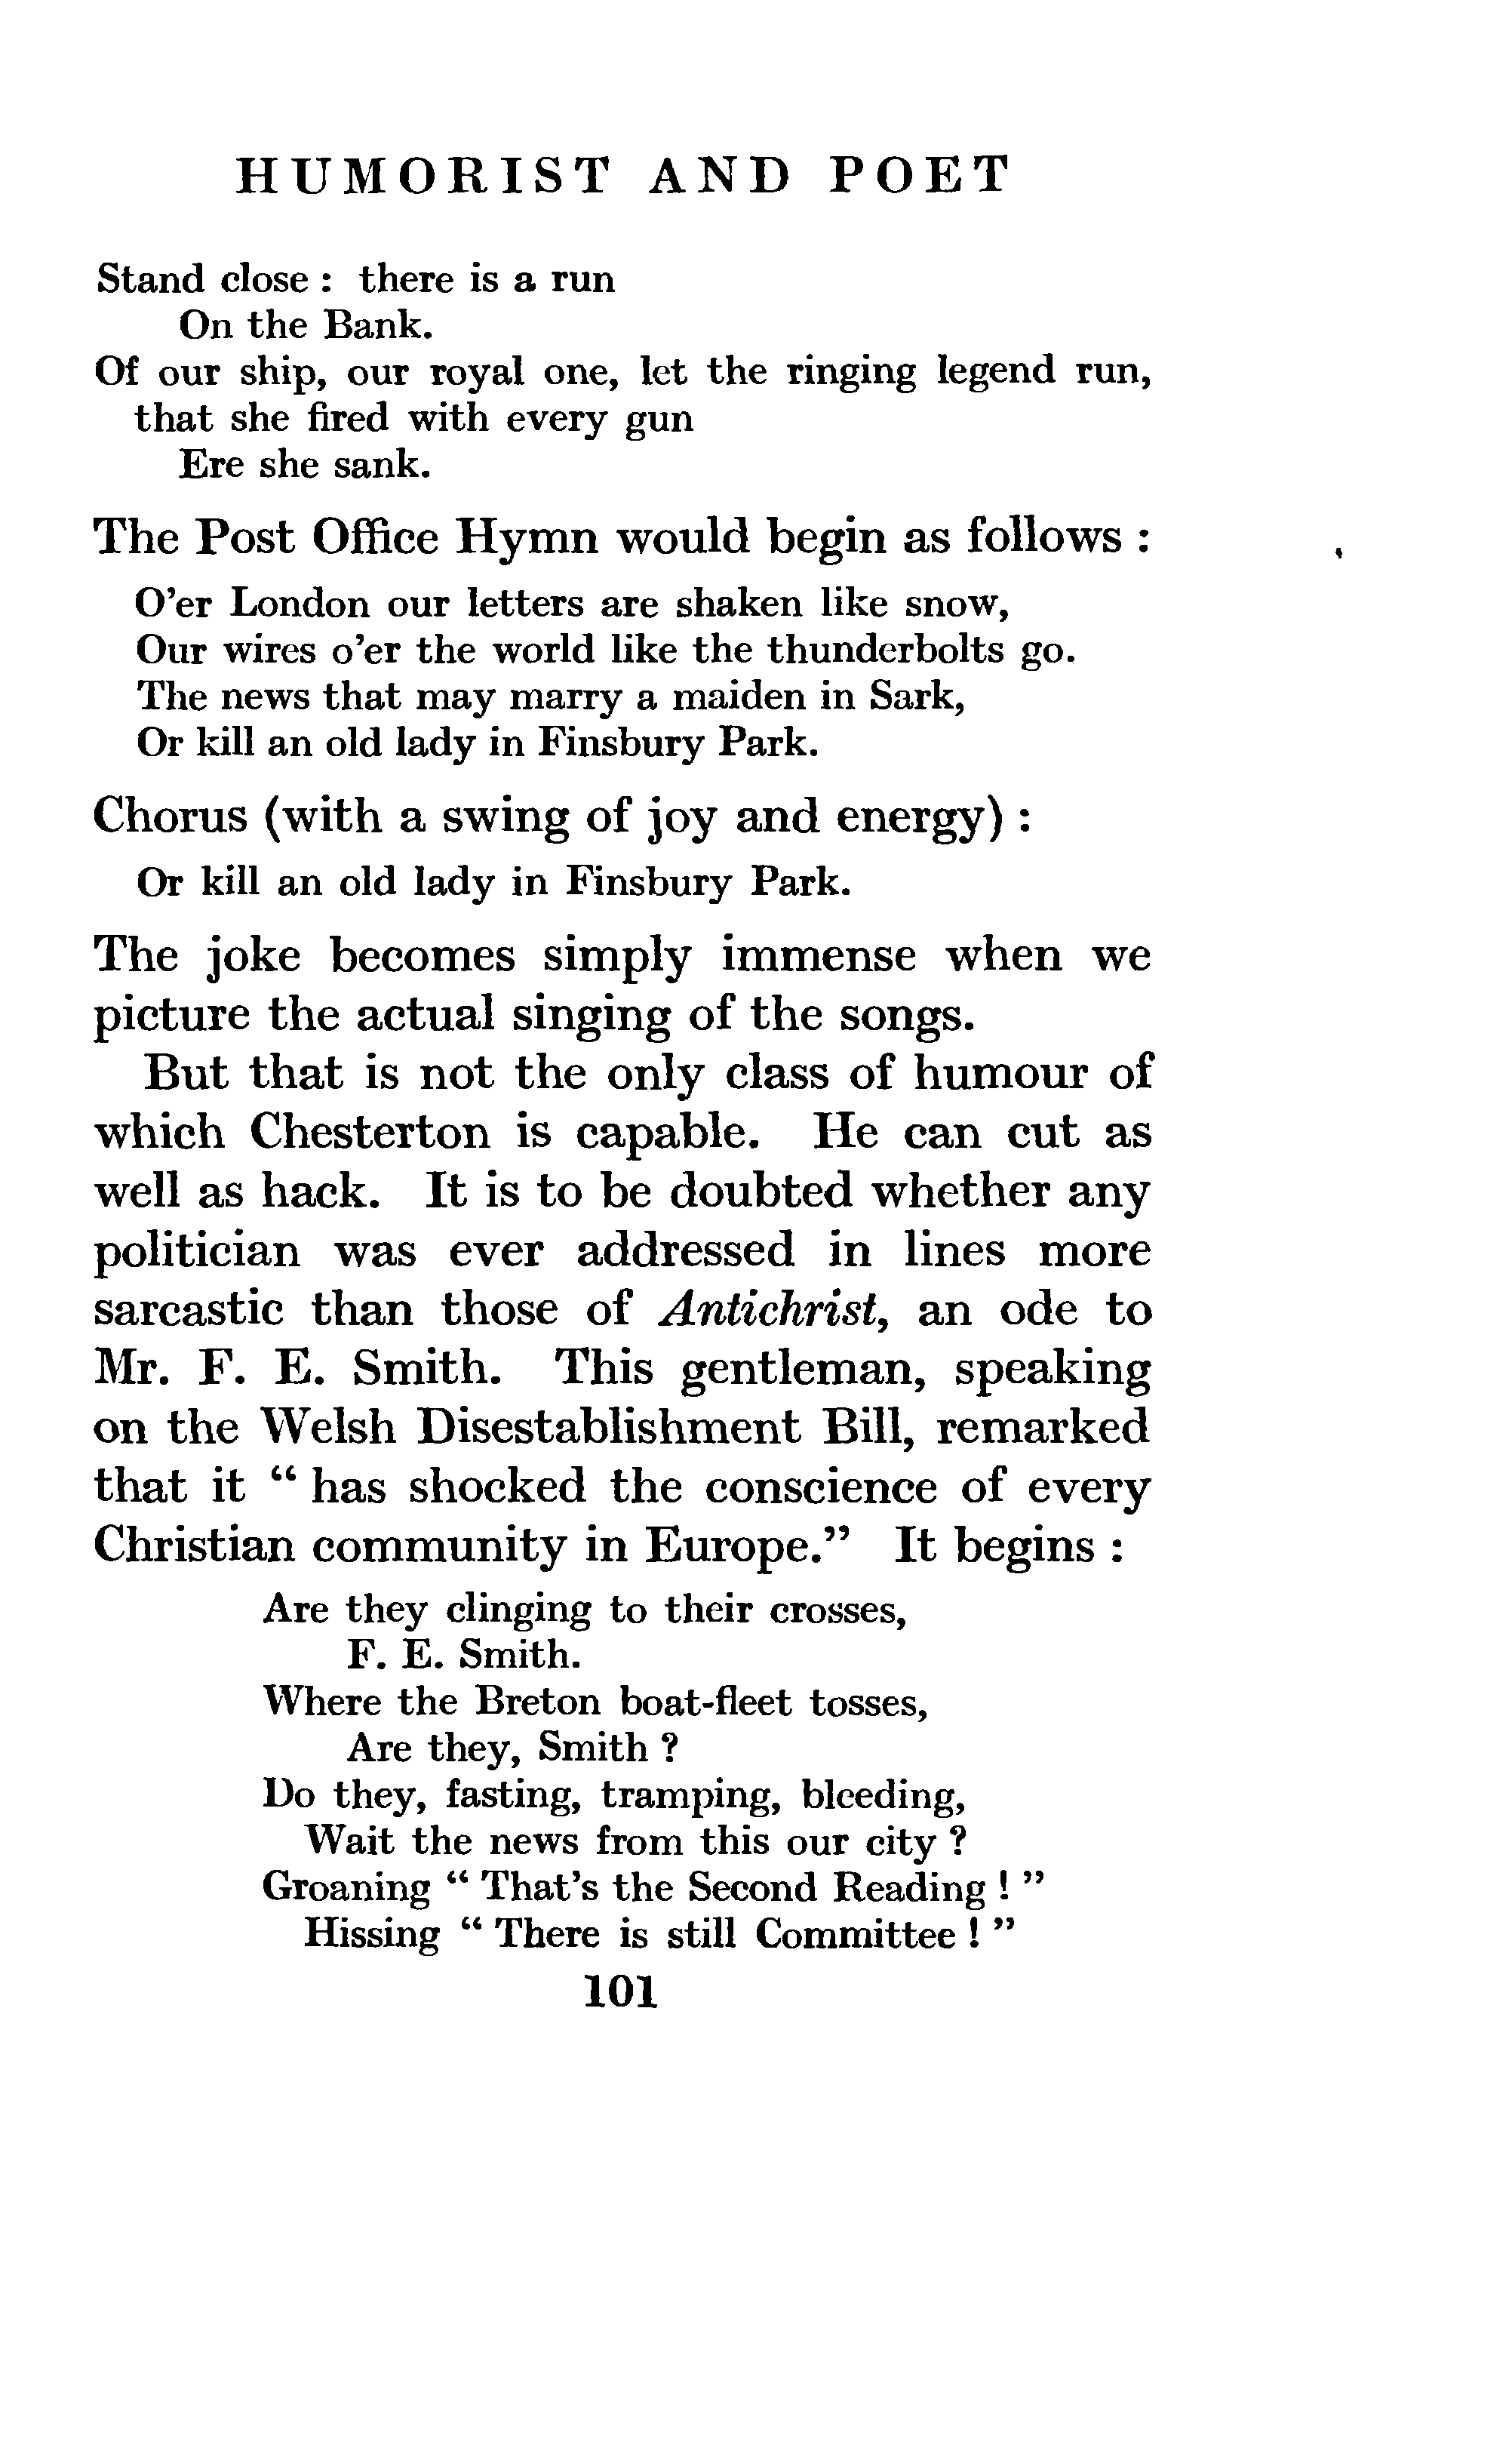 HUMORIST AND POET
Stand close : there is a run
On the Bank.
Of our ship, our royal one, let the ringing legend run,
that she fired with every gun
Ere she sank.
The Post Office Hymn would begin as follows :
O'er London our letters are shaken like snow,
Our wires o'er the world like the thunderbolts go.
The news that may marry a maiden in Sark,
Or kill an old lady in Finsbury Park.
Chorus (with a swing of joy and energy) :
Or kill an old lady in Finsbury Park.
The joke becomes simply immense when we
picture the actual singing of the songs.
But that is not the only class of humour of
which Chesterton is capable. He can cut as
well as hack. It is to be doubted whether any
politician was ever addressed in lines more
sarcastic than those of Antichrist, an ode to
Mr. F. E. Smith. This gentleman, speaking
on the Welsh Disestablishment Bill, remarked
that it “ has shocked the conscience of every
Christian community in Europe.” It begins :
Are they clinging to their crosses,
F. E. Smith.
Where the Breton boat-fleet tosses,
Are they, Smith ?
Do they, fasting, tramping, bleeding,
Wait the news from this our city ?
Groaning “ That's the Second Reading ! ”
Hissing “ There is still Committee ! ”
101